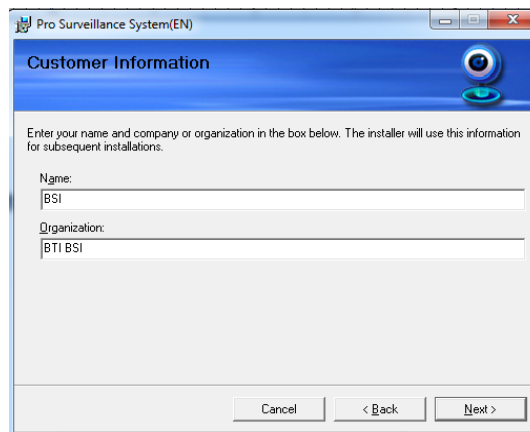 Pro Surveillance System(EN)
Customer Information
Enter your name and company or organization in the box below. The installer will use this information
for subsequent installations.
Name:
BSI
Organization:
BTI BSI
Cancel
< Back
Next >